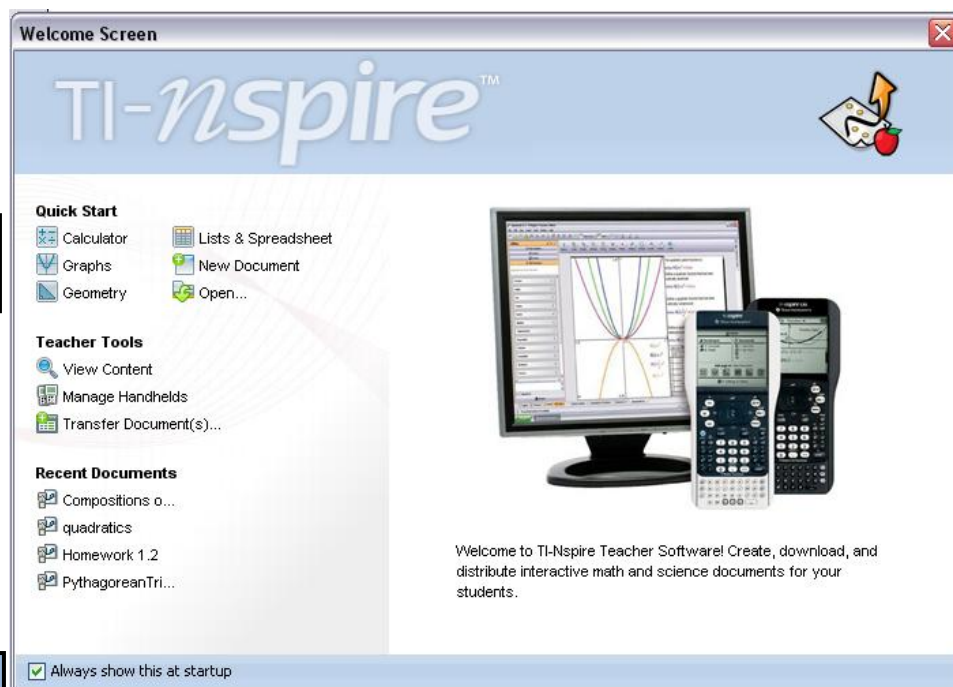 Welcome Screen
TI-nspire™
Quick Start
Calculator
Lists & Spreadsheet
Graphs
New Document
Geometry
Open...
Teacher Tools
View Content
Manage Handhelds
Transfer Document(s)...
Recent Documents
Compositions o...
quadratics
Homework 1.2
PythagoreanTri...
Welcome to TI-Nspire Teacher Software! Create, download, and
distribute interactive math and science documents for your
students.
Always show this at startup